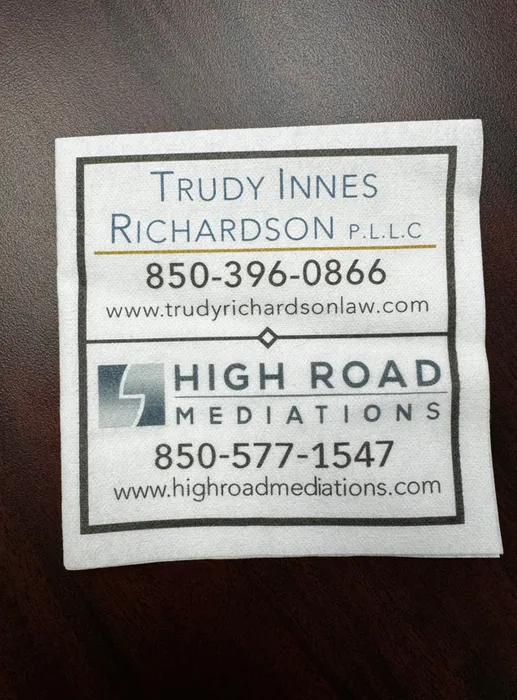 TRUDY INNES
RICHARDSON P.L.L.C
850-396-0866
www.trudyrichardsonlaw.com
HIGH ROAD
MEDIATIONS
850-577-1547
www.highroadmediations.com